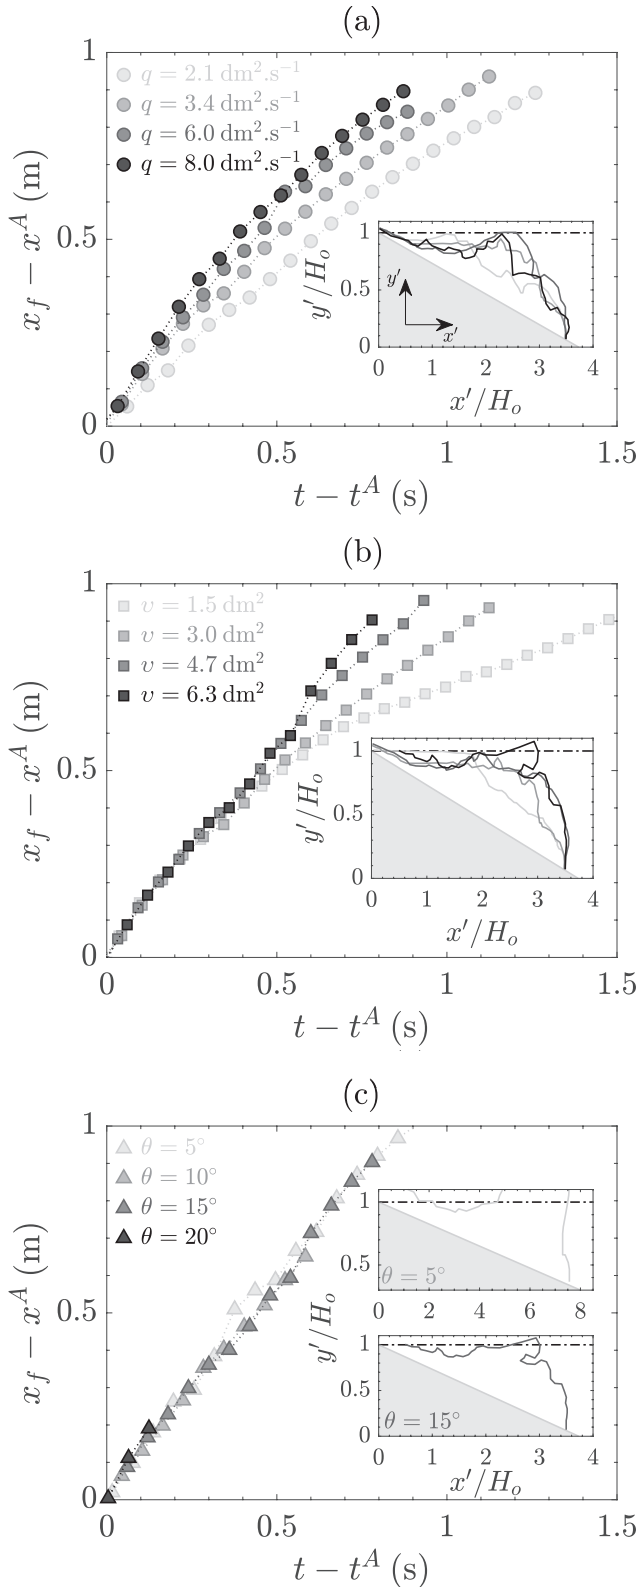 (a)
1
q = 2.1 dm².s⁻¹
q = 3.4 dm².s⁻¹
q = 6.0 dm².s⁻¹
q = 8.0 dm².s⁻¹
x_f − x^A (m)
0.5
0
0 0.5 1 1.5
t − t^A (s)
1
0.5
0
y′/H_o
y′
x′
0 1 2 3 4
x′/H_o
(b)
1
υ = 1.5 dm²
υ = 3.0 dm²
υ = 4.7 dm²
υ = 6.3 dm²
x_f − x^A (m)
0.5
0
0 0.5 1 1.5
t − t^A (s)
1
0.5
0
y′/H_o
0 1 2 3 4
x′/H_o
(c)
1
θ = 5°
θ = 10°
θ = 15°
θ = 20°
x_f − x^A (m)
0.5
0
0 0.5 1 1.5
t − t^A (s)
1
0.5
θ = 5°
0 2 4 6 8
y′/H_o
1
0.5
0
θ = 15°
0 1 2 3 4
x′/H_o